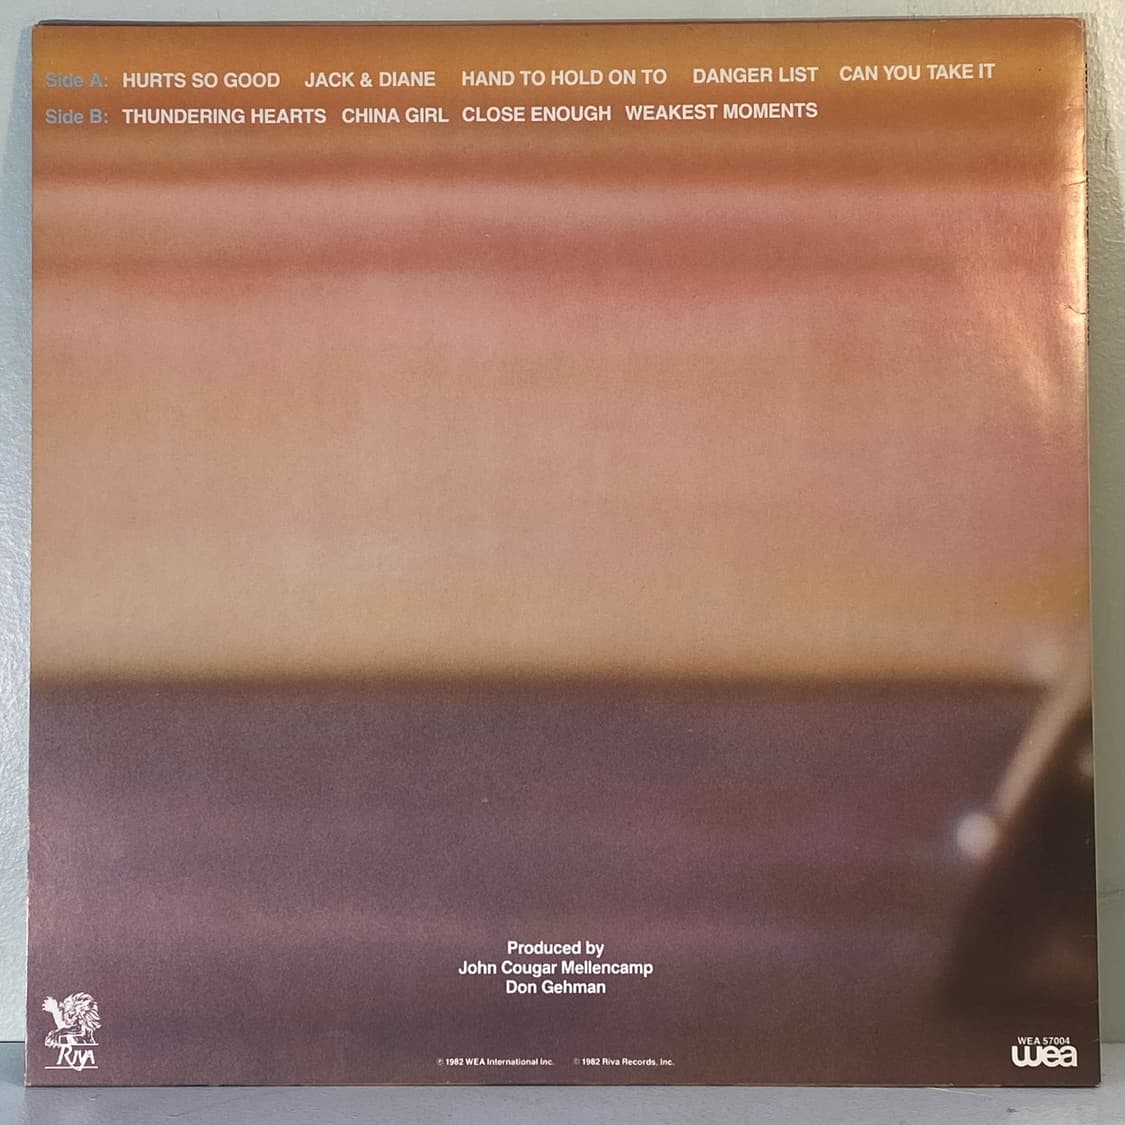 Side A: HURTS SO GOOD JACK & DIANE HAND TO HOLD ON TO DANGER LIST CAN YOU TAKE IT
Side B: THUNDERING HEARTS CHINA GIRL CLOSE ENOUGH WEAKEST MOMENTS
Produced by
John Cougar Mellencamp
Don Gehman
RIVA
℗ 1982 WEA International Inc. © 1982 Riva Records, Inc.
WEA 57004
wea